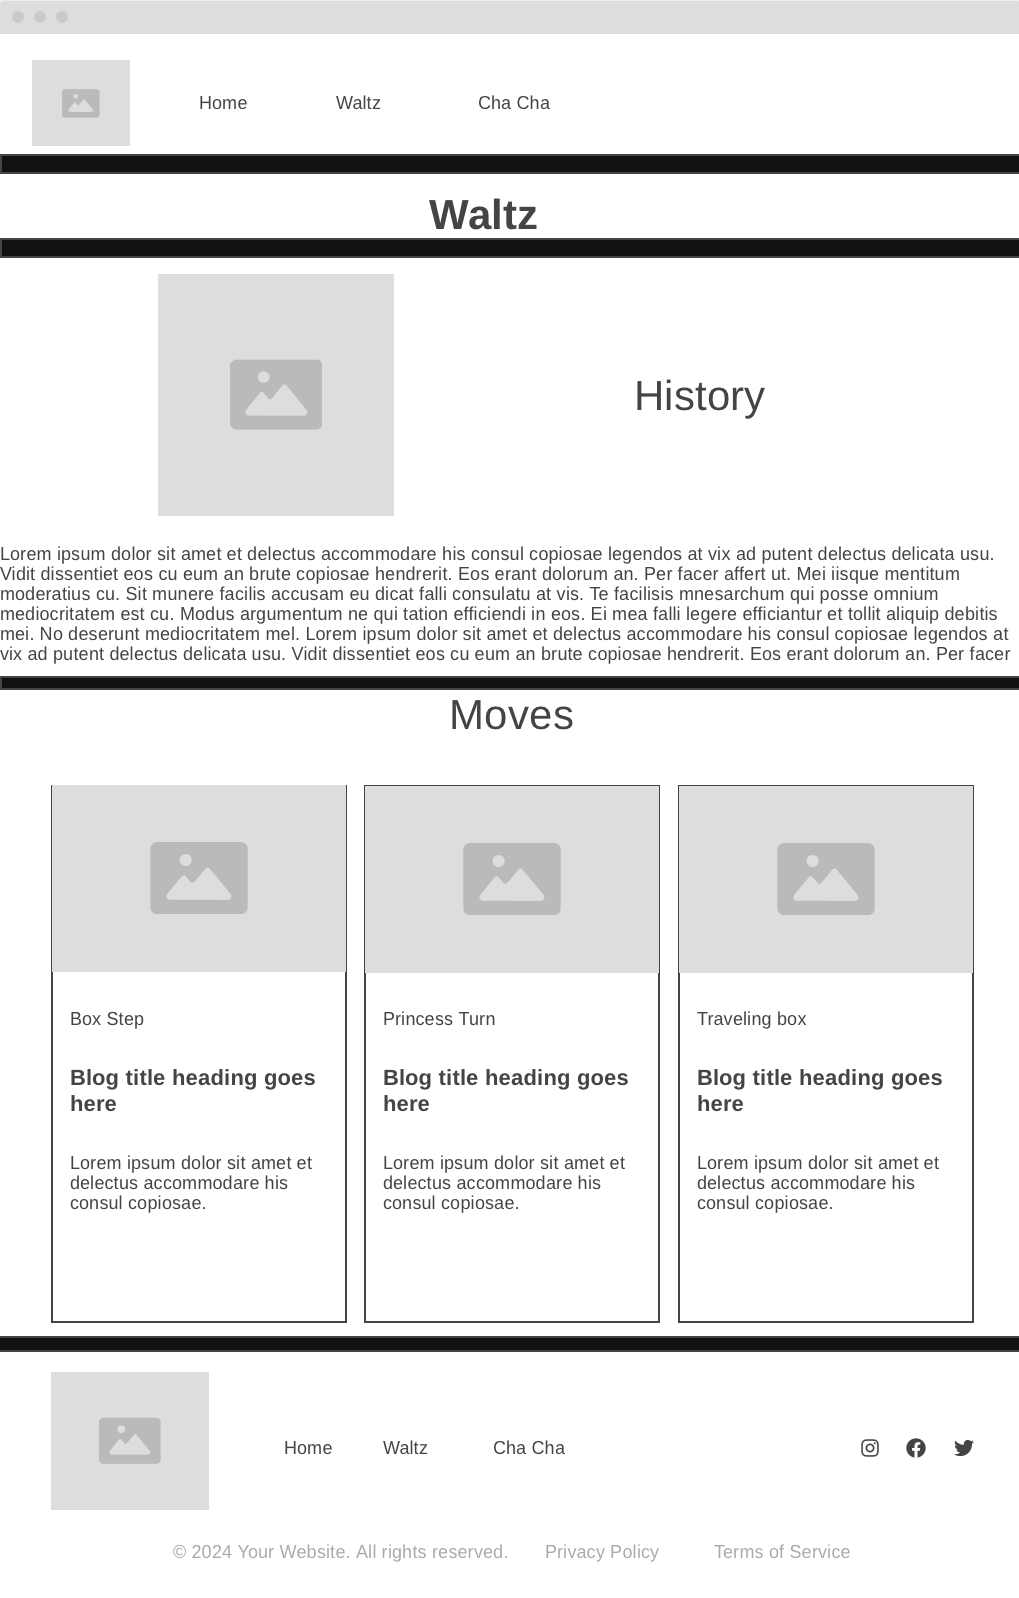 Home Waltz Cha Cha
Waltz
History
Lorem ipsum dolor sit amet et delectus accommodare his consul copiosae legendos at vix ad putent delectus delicata usu.
Vidit dissentiet eos cu eum an brute copiosae hendrerit. Eos erant dolorum an. Per facer affert ut. Mei iisque mentitum
moderatius cu. Sit munere facilis accusam eu dicat falli consulatu at vis. Te facilisis mnesarchum qui posse omnium
mediocritatem est cu. Modus argumentum ne qui tation efficiendi in eos. Ei mea falli legere efficiantur et tollit aliquip debitis
mei. No deserunt mediocritatem mel. Lorem ipsum dolor sit amet et delectus accommodare his consul copiosae legendos at
vix ad putent delectus delicata usu. Vidit dissentiet eos cu eum an brute copiosae hendrerit. Eos erant dolorum an. Per facer
Moves
Box Step
Blog title heading goes
here
Lorem ipsum dolor sit amet et
delectus accommodare his
consul copiosae.
Princess Turn
Blog title heading goes
here
Lorem ipsum dolor sit amet et
delectus accommodare his
consul copiosae.
Traveling box
Blog title heading goes
here
Lorem ipsum dolor sit amet et
delectus accommodare his
consul copiosae.
Home Waltz Cha Cha
© 2024 Your Website. All rights reserved. Privacy Policy Terms of Service